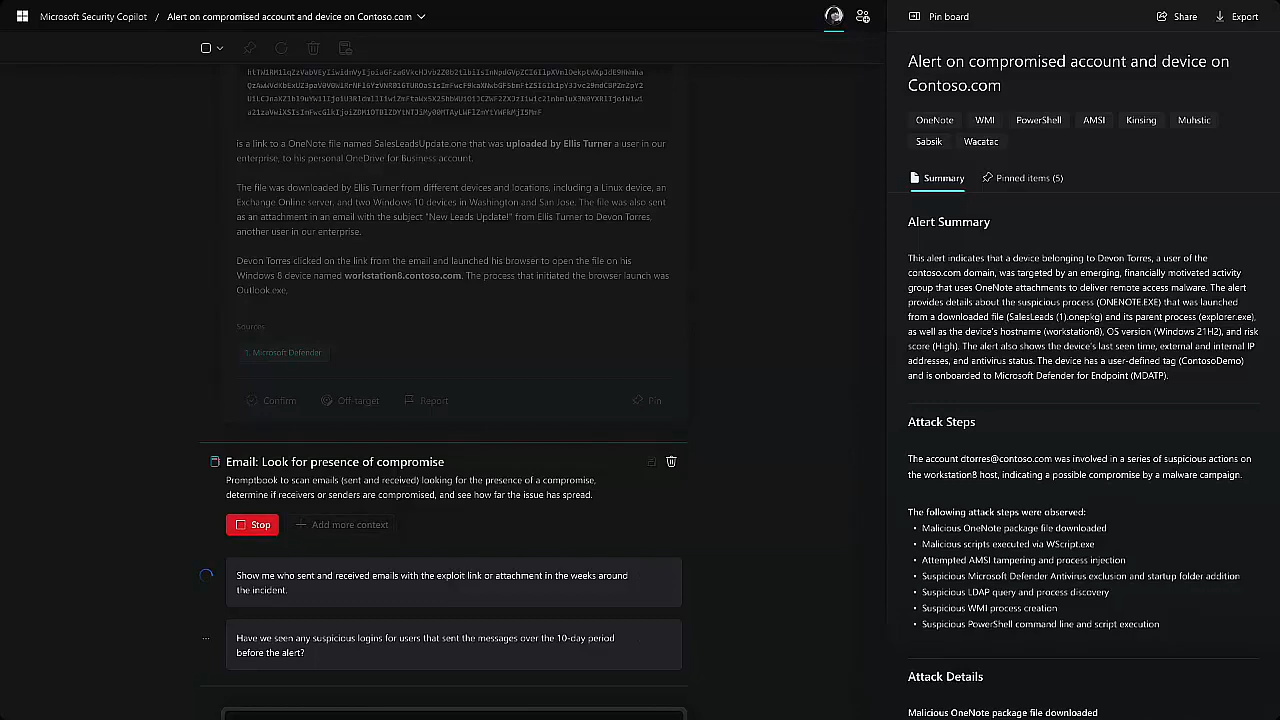 Microsoft Security Copilot / Alert on compromised account and device on Contoso.com
is a link to a OneNote file named SalesLeadsUpdate.one that was uploaded by Ellis Turner a user in our
enterprise, to his personal OneDrive for Business account.
The file was downloaded by Ellis Turner from different devices and locations, including a Linux device, an
Exchange Online server, and two Windows 10 devices in Washington and San Jose. The file was also sent
as an attachment in an email with the subject "New Leads Update!" from Ellis Turner to Devon Torres,
another user in our enterprise.
Devon Torres clicked on the link from the email and launched his browser to open the file on his
Windows 8 device named workstation8.contoso.com. The process that initiated the browser launch was
Outlook.exe.
Sources
1. Microsoft Defender
Confirm
Off-target
Report
Pin
Email: Look for presence of compromise
Promptbook to scan emails (sent and received) looking for the presence of a compromise,
determine if receivers or senders are compromised, and see how far the issue has spread.
Stop
Add more context
Show me who sent and received emails with the exploit link or attachment in the weeks around
the incident.
Have we seen any suspicious logins for users that sent the messages over the 10-day period
before the alert?
Pin board
Share
Export
Alert on compromised account and device on
Contoso.com
OneNote WMI PowerShell AMSI Kinsing Muhstic
Sabsik Wacatac
Summary
Pinned items (5)
Alert Summary
This alert indicates that a device belonging to Devon Torres, a user of the
contoso.com domain, was targeted by an emerging, financially motivated activity
group that uses OneNote attachments to deliver remote access malware. The alert
provides details about the suspicious process (ONENOTE.EXE) that was launched
from a downloaded file (SalesLeads (1).onepkg) and its parent process (explorer.exe),
as well as the device's hostname (workstation8), OS version (Windows 21H2), and risk
score (High). The alert also shows the device's last seen time, external and internal IP
addresses, and antivirus status. The device has a user-defined tag (ContosoDemo)
and is onboarded to Microsoft Defender for Endpoint (MDATP).
Attack Steps
The account dtorres@contoso.com was involved in a series of suspicious actions on
the workstation8 host, indicating a possible compromise by a malware campaign.
The following attack steps were observed:
• Malicious OneNote package file downloaded
• Malicious scripts executed via WScript.exe
• Attempted AMSI tampering and process injection
• Suspicious Microsoft Defender Antivirus exclusion and startup folder addition
• Suspicious LDAP query and process discovery
• Suspicious WMI process creation
• Suspicious PowerShell command line and script execution
Attack Details
Malicious OneNote package file downloaded